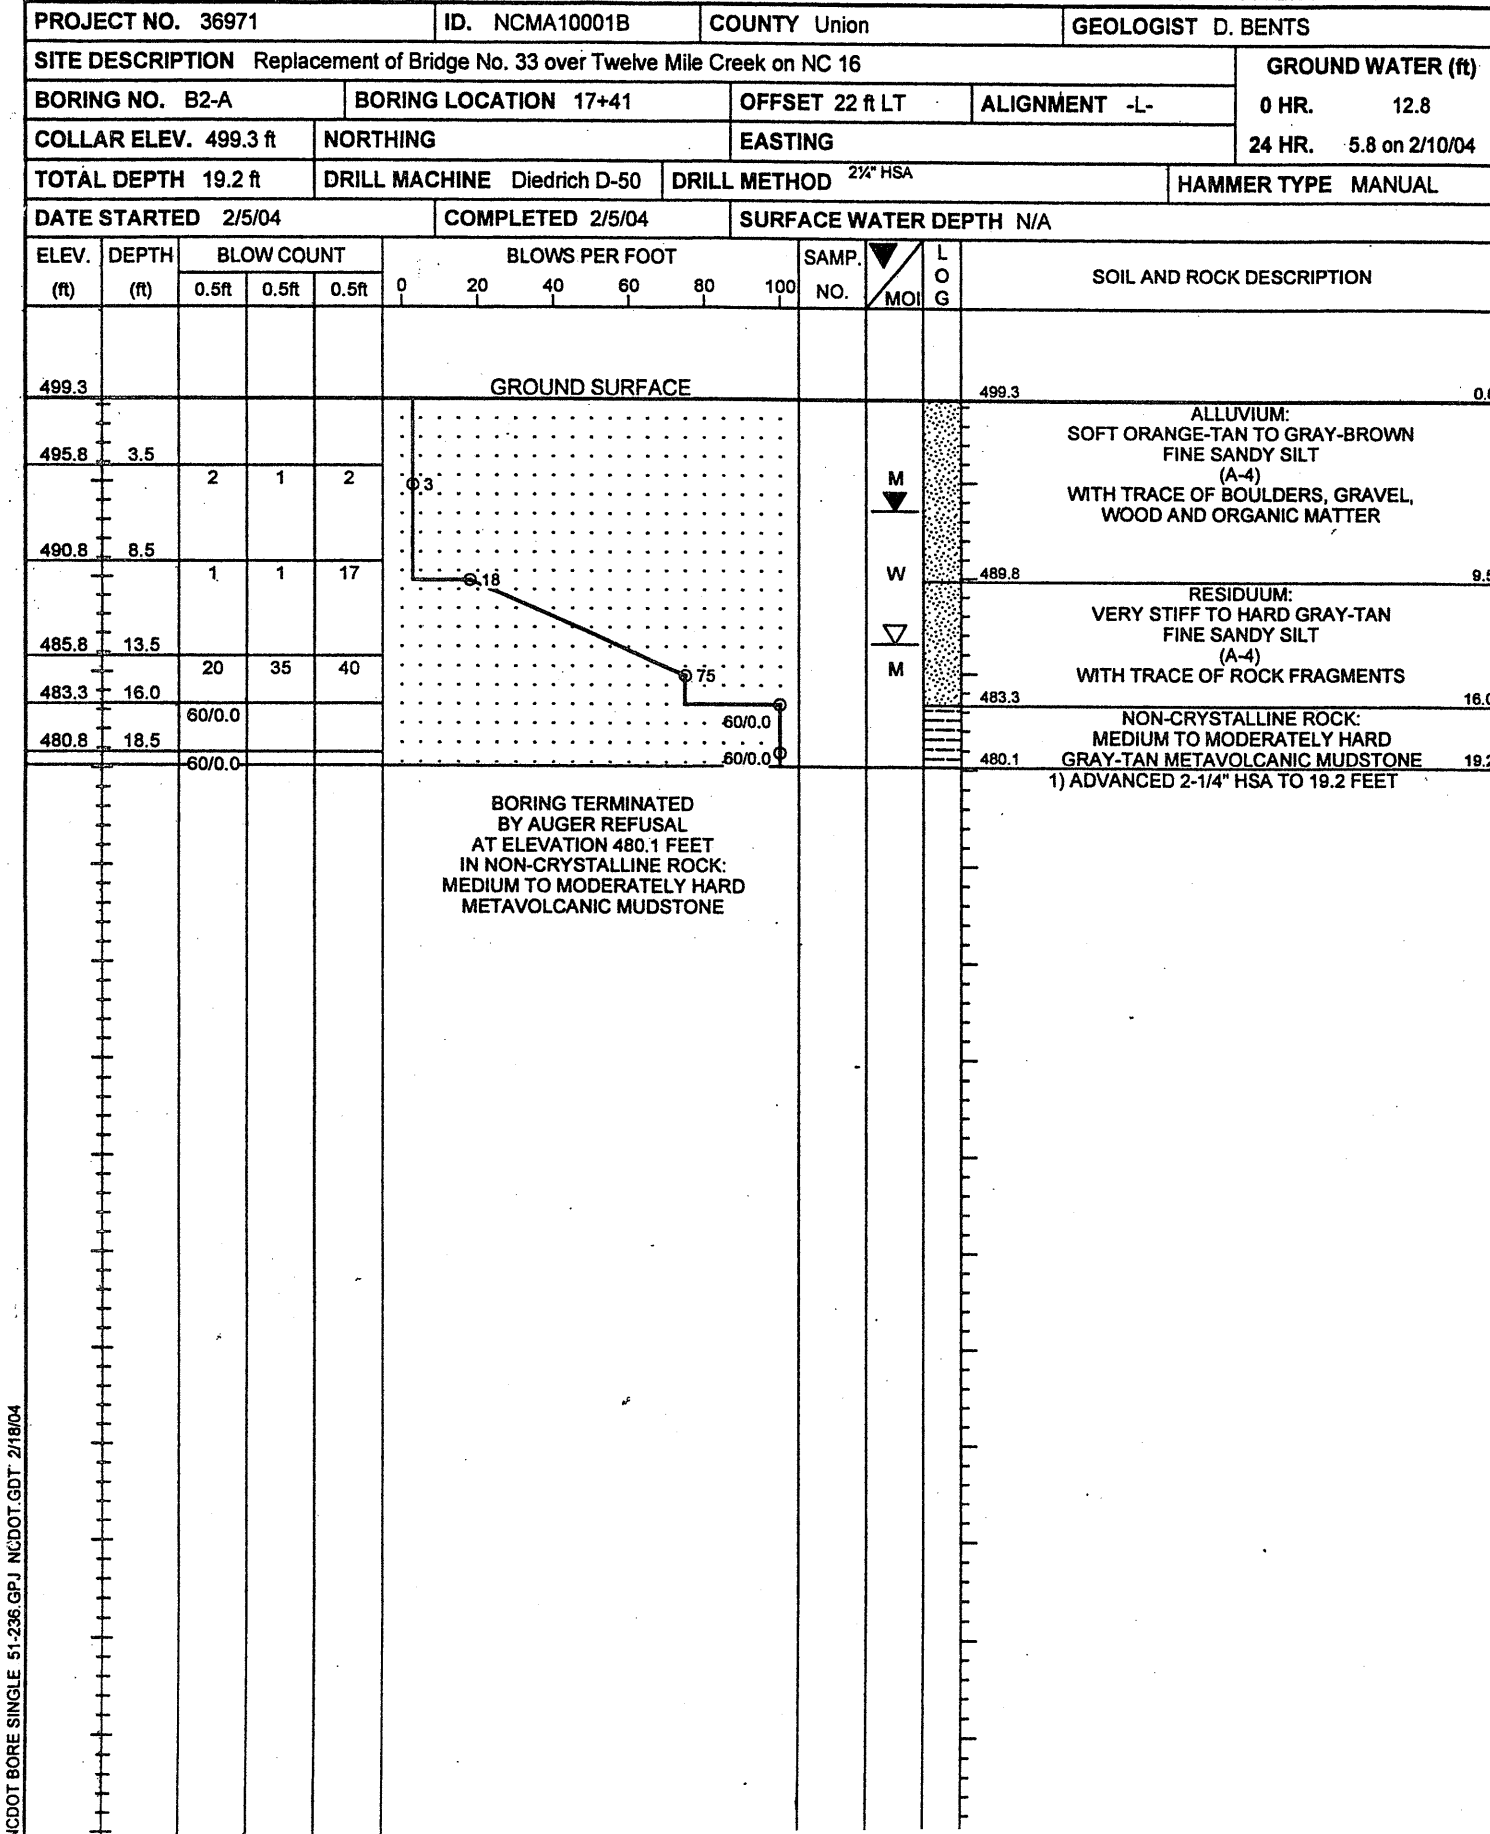 PROJECT NO. 36971 ID. NCMA10001B COUNTY Union GEOLOGIST D. BENTS
SITE DESCRIPTION Replacement of Bridge No. 33 over Twelve Mile Creek on NC 16 GROUND WATER (ft)
BORING NO. B2-A BORING LOCATION 17+41 OFFSET 22 ft LT ALIGNMENT -L- 0 HR. 12.8
COLLAR ELEV. 499.3 ft NORTHING EASTING 24 HR. 5.8 on 2/10/04
TOTAL DEPTH 19.2 ft DRILL MACHINE Diedrich D-50 DRILL METHOD 2¼" HSA HAMMER TYPE MANUAL
DATE STARTED 2/5/04 COMPLETED 2/5/04 SURFACE WATER DEPTH N/A
ELEV. DEPTH BLOW COUNT BLOWS PER FOOT SAMP. L
(ft) (ft) 0.5ft 0.5ft 0.5ft 0 20 40 60 80 100 NO. MOI O G SOIL AND ROCK DESCRIPTION
499.3 GROUND SURFACE 499.3
ALLUVIUM:
SOFT ORANGE-TAN TO GRAY-BROWN
495.8 3.5 FINE SANDY SILT
2 1 2 3 M (A-4)
WITH TRACE OF BOULDERS, GRAVEL,
WOOD AND ORGANIC MATTER
490.8 8.5
1 1 17 18 W 489.8 9.5
RESIDUUM:
VERY STIFF TO HARD GRAY-TAN
FINE SANDY SILT
485.8 13.5 (A-4)
20 35 40 75 M WITH TRACE OF ROCK FRAGMENTS
483.3 16.0 483.3 16.0
60/0.0 60/0.0 NON-CRYSTALLINE ROCK:
480.8 18.5 MEDIUM TO MODERATELY HARD
60/0.0 60/0.0 480.1 GRAY-TAN METAVOLCANIC MUDSTONE 19.2
1) ADVANCED 2-1/4" HSA TO 19.2 FEET
BORING TERMINATED
BY AUGER REFUSAL
AT ELEVATION 480.1 FEET
IN NON-CRYSTALLINE ROCK:
MEDIUM TO MODERATELY HARD
METAVOLCANIC MUDSTONE
NCDOT BORE SINGLE 51-236.GPJ NCDOT.GDT 2/18/04